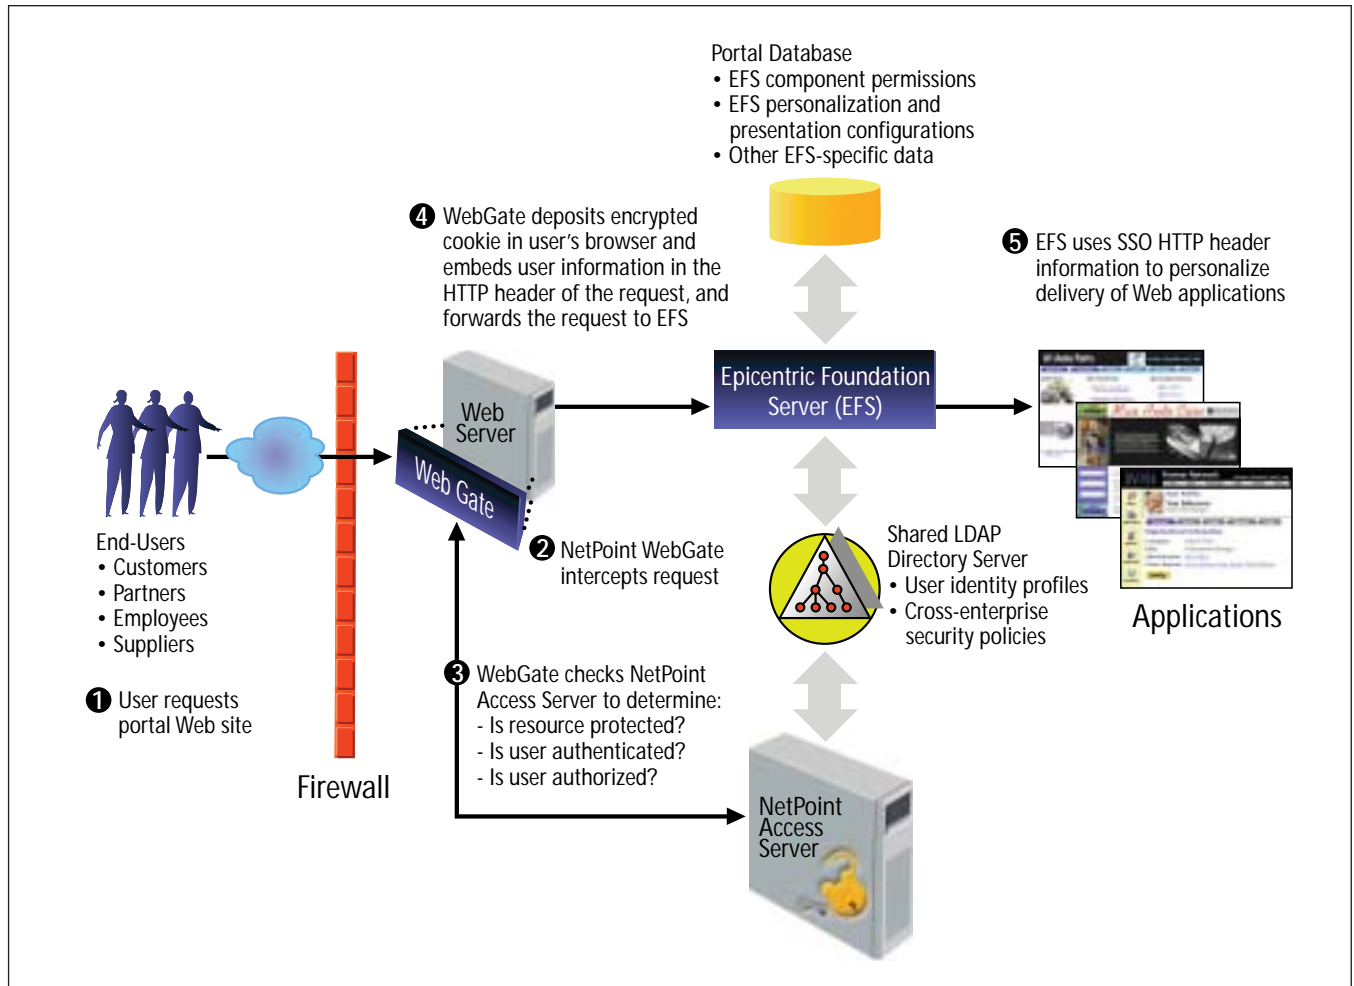 Portal Database
• EFS component permissions
• EFS personalization and
presentation configurations
• Other EFS-specific data
4 WebGate deposits encrypted
cookie in user's browser and
embeds user information in the
HTTP header of the request, and
forwards the request to EFS
5 EFS uses SSO HTTP header
information to personalize
delivery of Web applications
Web
Server
Web Gate
Epicentric Foundation
Server (EFS)
End-Users
• Customers
• Partners
• Employees
• Suppliers
2 NetPoint WebGate
intercepts request
Shared LDAP
Directory Server
• User identity profiles
• Cross-enterprise
security policies
Applications
1 User requests
portal Web site
Firewall
3 WebGate checks NetPoint
Access Server to determine:
- Is resource protected?
- Is user authenticated?
- Is user authorized?
NetPoint
Access
Server